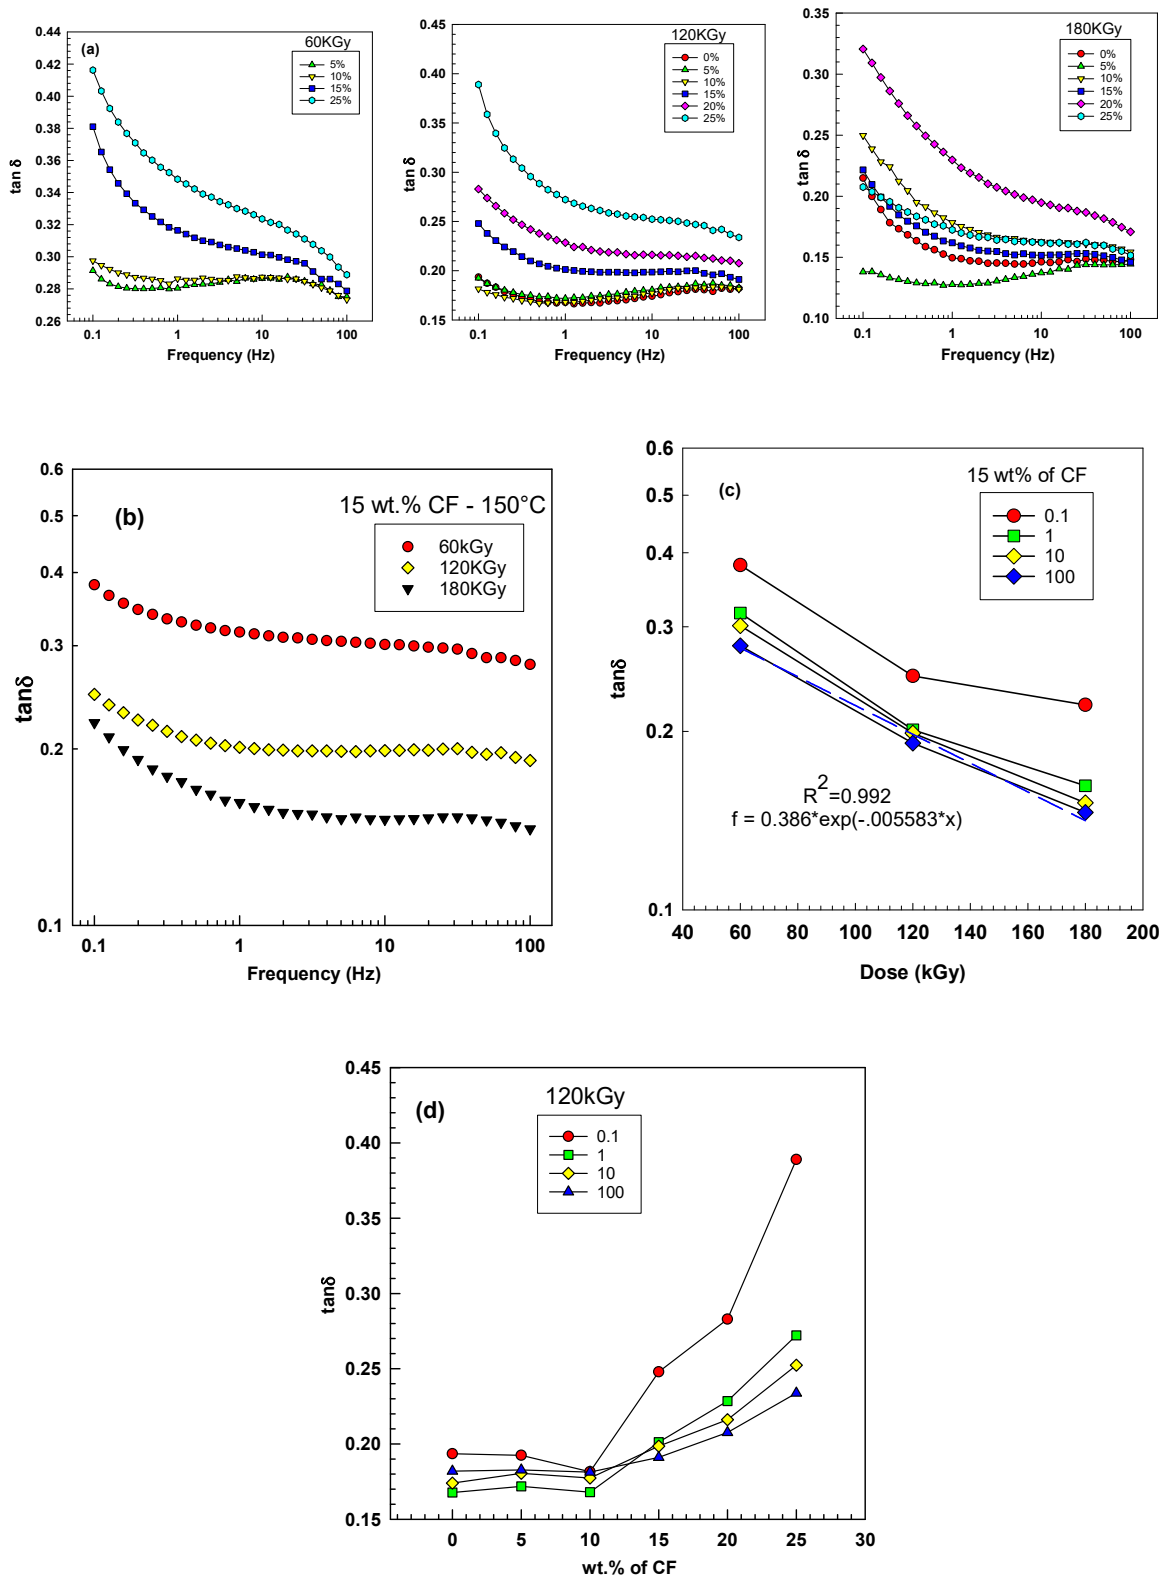 (a)
60KGy
5%
10%
15%
25%
0.44
0.42
0.40
0.38
0.36
0.34
0.32
0.30
0.28
0.26
tan δ
0.1 1 10 100
Frequency (Hz)
120KGy
0%
5%
10%
15%
20%
25%
0.45
0.40
0.35
0.30
0.25
0.20
0.15
tan δ
0.1 1 10 100
Frequency (Hz)
180KGy
0%
5%
10%
15%
20%
25%
0.35
0.30
0.25
0.20
0.15
0.10
tan δ
0.1 1 10 100
Frequency (Hz)
(b)
15 wt.% CF - 150°C
60kGy
120KGy
180KGy
0.6
0.5
0.4
0.3
0.2
0.1
tanδ
0.1 1 10 100
Frequency (Hz)
(c)
15 wt% of CF
0.1
1
10
100
0.6
0.5
0.4
0.3
0.2
0.1
tanδ
R2=0.992
f = 0.386*exp(-.005583*x)
40 60 80 100 120 140 160 180 200
Dose (kGy)
(d)
120kGy
0.1
1
10
100
0.45
0.40
0.35
0.30
0.25
0.20
0.15
tanδ
0 5 10 15 20 25 30
wt.% of CF